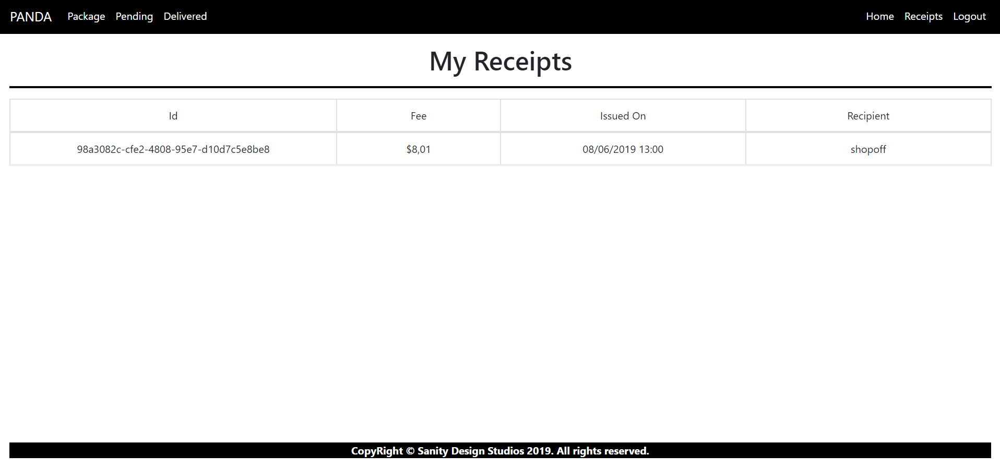 PANDA Package Pending Delivered Home Receipts Logout
My Receipts
Id Fee Issued On Recipient
98a3082c-cfe2-4808-95e7-d10d7c5e8be8 $8,01 08/06/2019 13:00 shopoff
CopyRight © Sanity Design Studios 2019. All rights reserved.